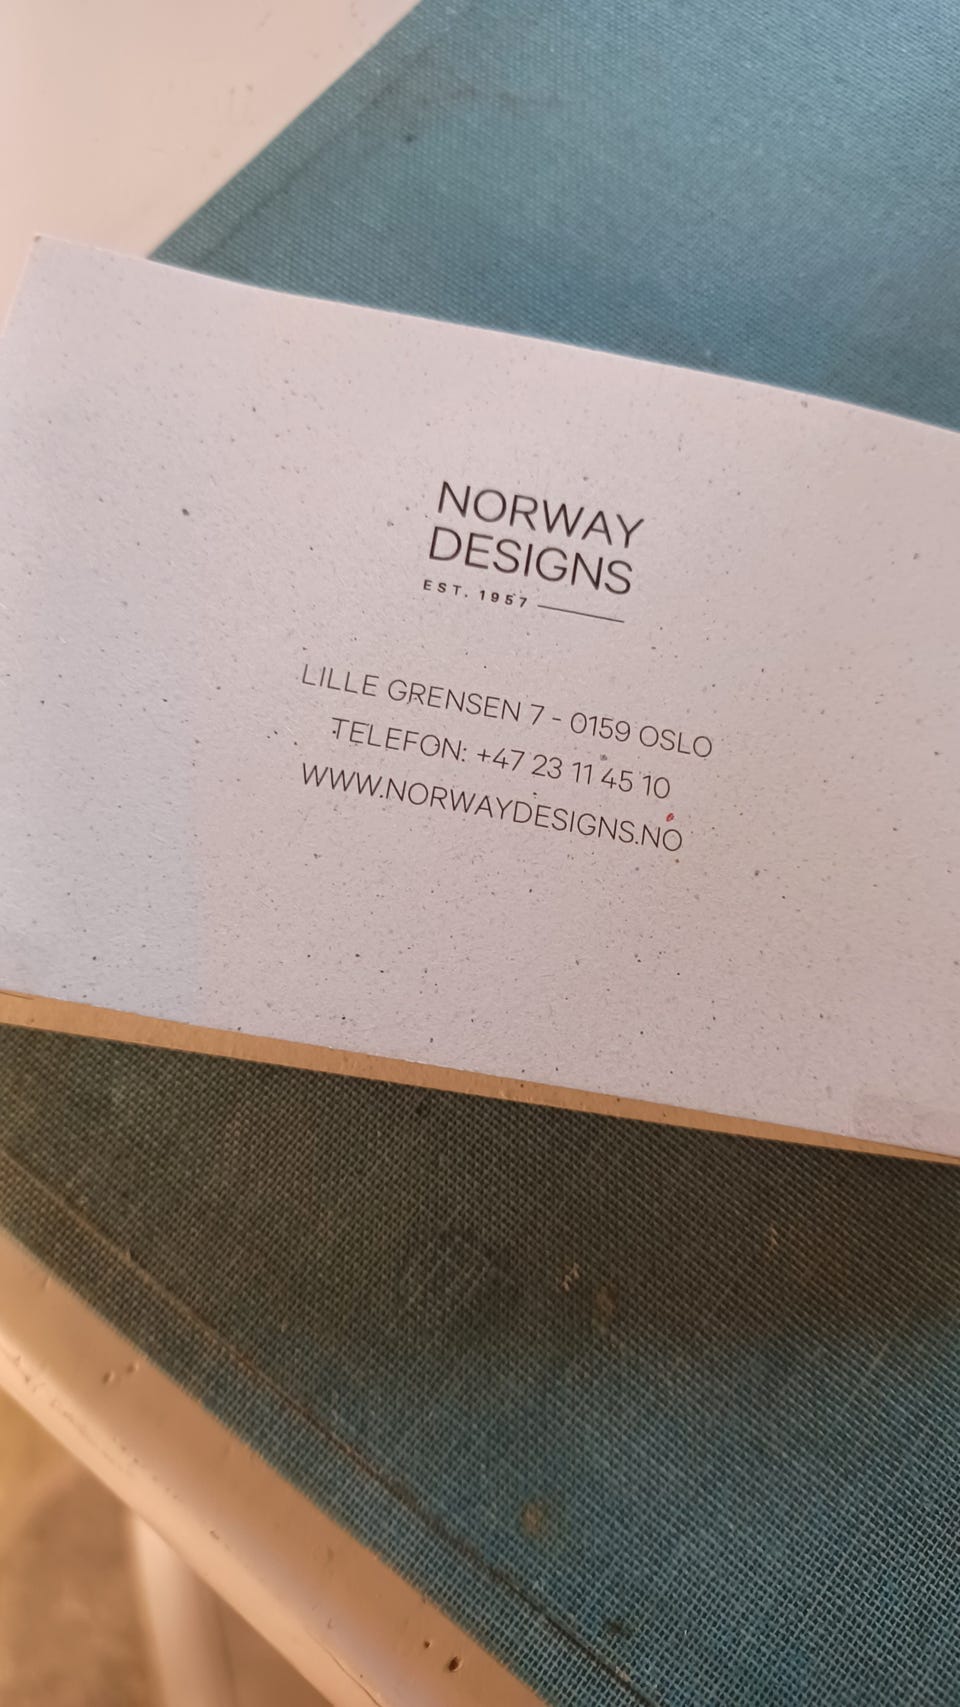 NORWAY
DESIGNS
EST. 1957
LILLE GRENSEN 7 - 0159 OSLO
TELEFON: +47 23 11 45 10
WWW.NORWAYDESIGNS.NO